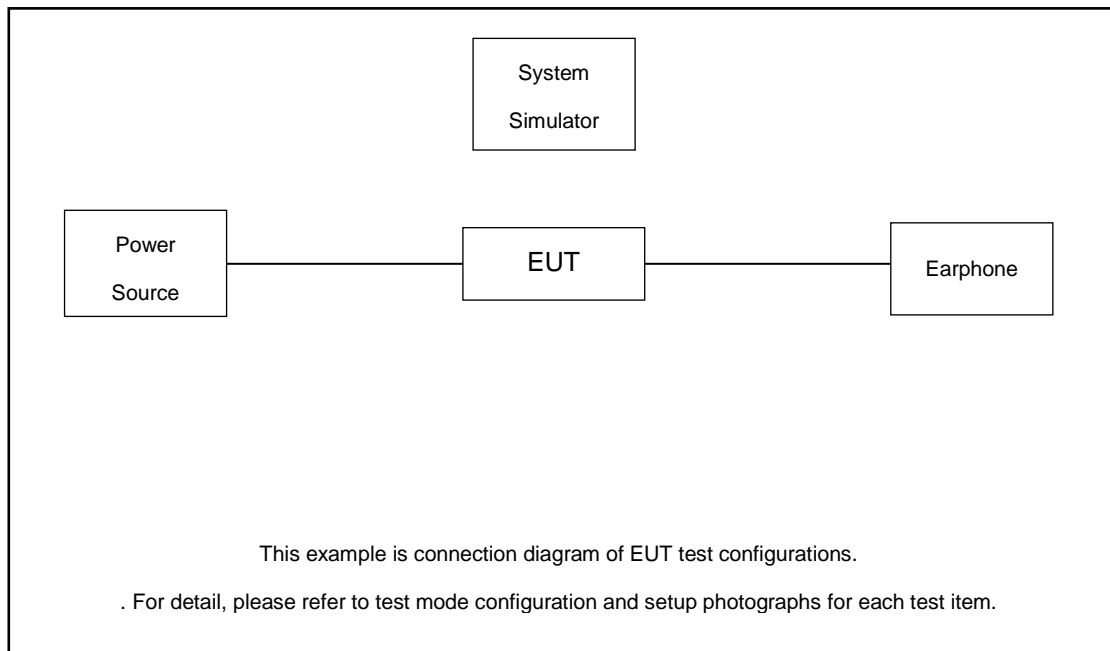 System
Simulator
Power
Source
EUT
Earphone
This example is connection diagram of EUT test configurations.
. For detail, please refer to test mode configuration and setup photographs for each test item.